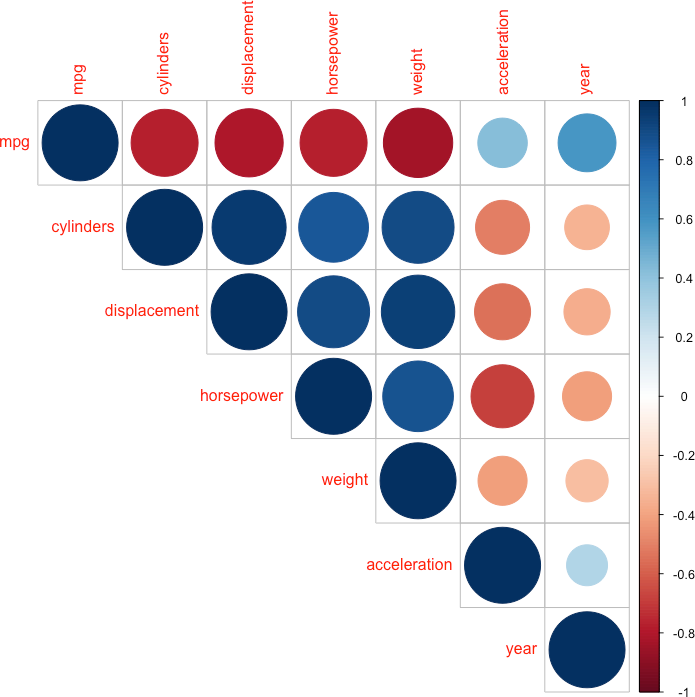 mpg
cylinders
displacement
horsepower
weight
acceleration
year
mpg
cylinders
displacement
horsepower
weight
acceleration
year
1
0.8
0.6
0.4
0.2
0
-0.2
-0.4
-0.6
-0.8
-1